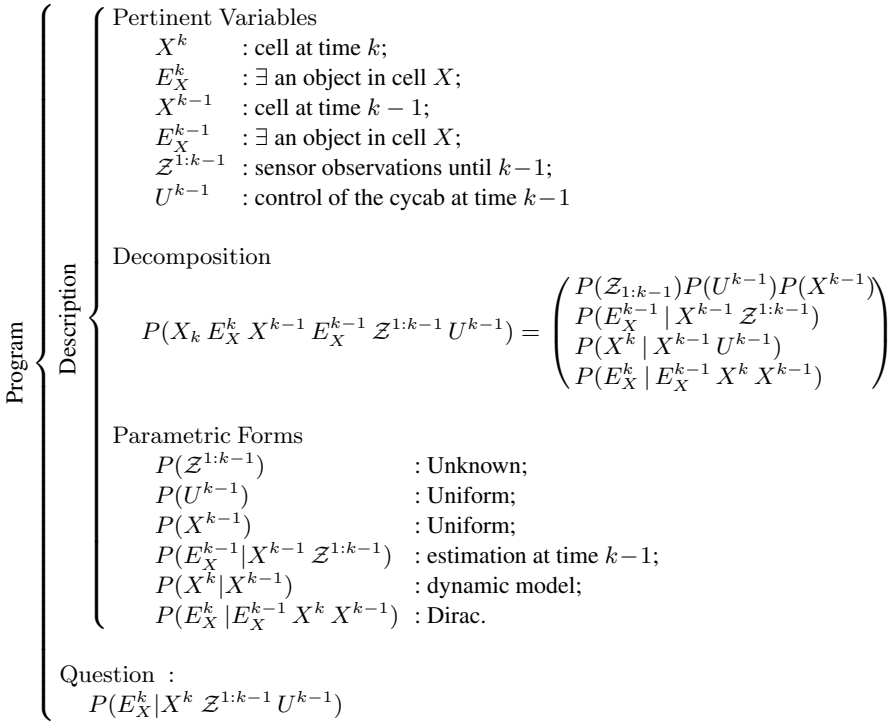 Pertinent Variables
X^k : cell at time k;
E_X^k : ∃ an object in cell X;
X^{k−1} : cell at time k − 1;
E_X^{k−1} : ∃ an object in cell X;
𝒵^{1:k−1} : sensor observations until k−1;
U^{k−1} : control of the cycab at time k−1
Decomposition
P(X_k E_X^k X^{k−1} E_X^{k−1} 𝒵^{1:k−1} U^{k−1}) =
P(𝒵_{1:k−1})P(U^{k−1})P(X^{k−1})
P(E_X^{k−1} | X^{k−1} 𝒵^{1:k−1})
P(X^k | X^{k−1} U^{k−1})
P(E_X^k | E_X^{k−1} X^k X^{k−1})
Parametric Forms
P(𝒵^{1:k−1}) : Unknown;
P(U^{k−1}) : Uniform;
P(X^{k−1}) : Uniform;
P(E_X^{k−1}|X^{k−1} 𝒵^{1:k−1}) : estimation at time k−1;
P(X^k|X^{k−1}) : dynamic model;
P(E_X^k |E_X^{k−1} X^k X^{k−1}) : Dirac.
Description
Program
Question :
P(E_X^k|X^k 𝒵^{1:k−1} U^{k−1})